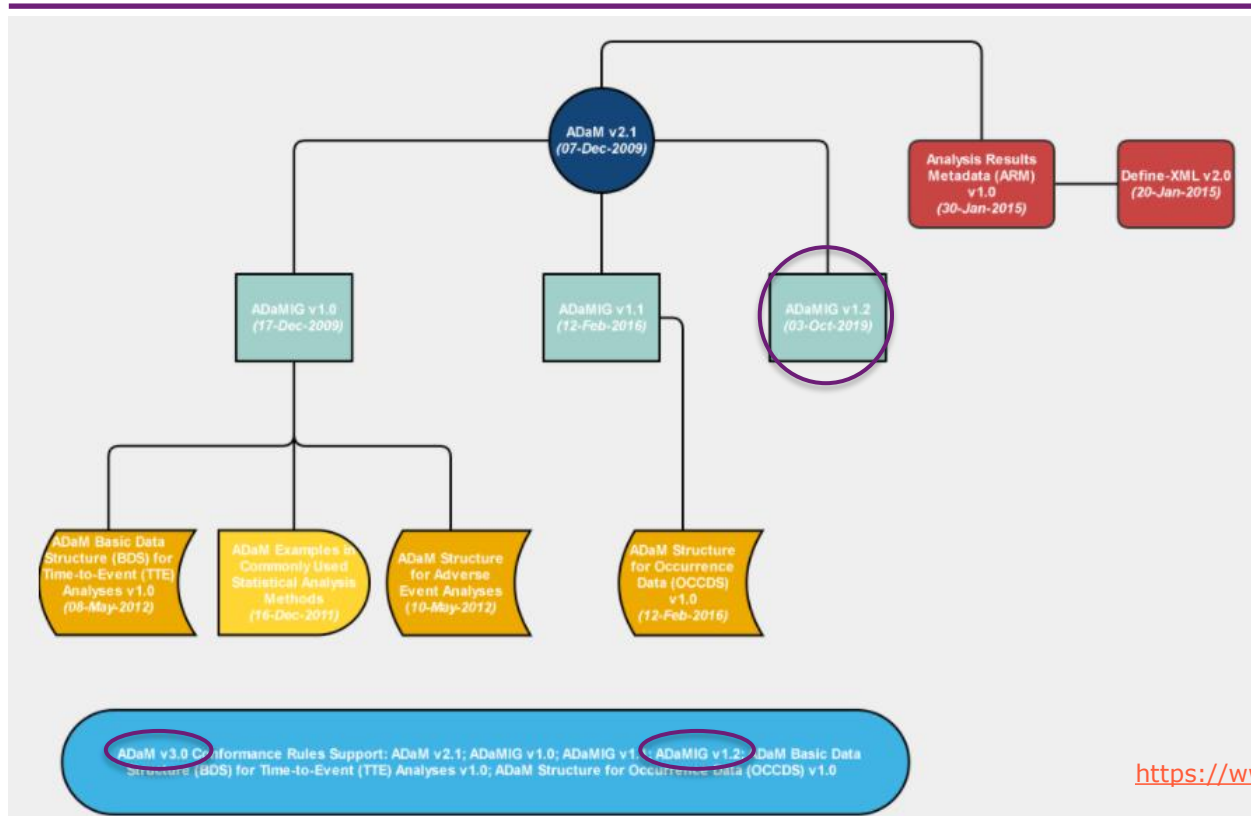 ADaM v2.1
(07-Dec-2009)
Analysis Results
Metadata (ARM)
v1.0
(30-Jan-2015)
Define-XML v2.0
(20-Jan-2015)
ADaMIG v1.0
(17-Dec-2009)
ADaMIG v1.1
(12-Feb-2016)
ADaMIG v1.2
(03-Oct-2019)
ADaM Basic Data
Structure (BDS) for
Time-to-Event (TTE)
Analyses v1.0
(08-May-2012)
ADaM Examples in
Commonly Used
Statistical Analysis
Methods
(16-Dec-2011)
ADaM Structure
for Adverse
Event Analyses
(10-May-2012)
ADaM Structure
for Occurrence
Data (OCCDS)
v1.0
(12-Feb-2016)
ADaM v3.0 Conformance Rules Support: ADaM v2.1; ADaMIG v1.0; ADaMIG v1.1; ADaMIG v1.2; ADaM Basic Data
Structure (BDS) for Time-to-Event (TTE) Analyses v1.0; ADaM Structure for Occurrence Data (OCCDS) v1.0
https://w